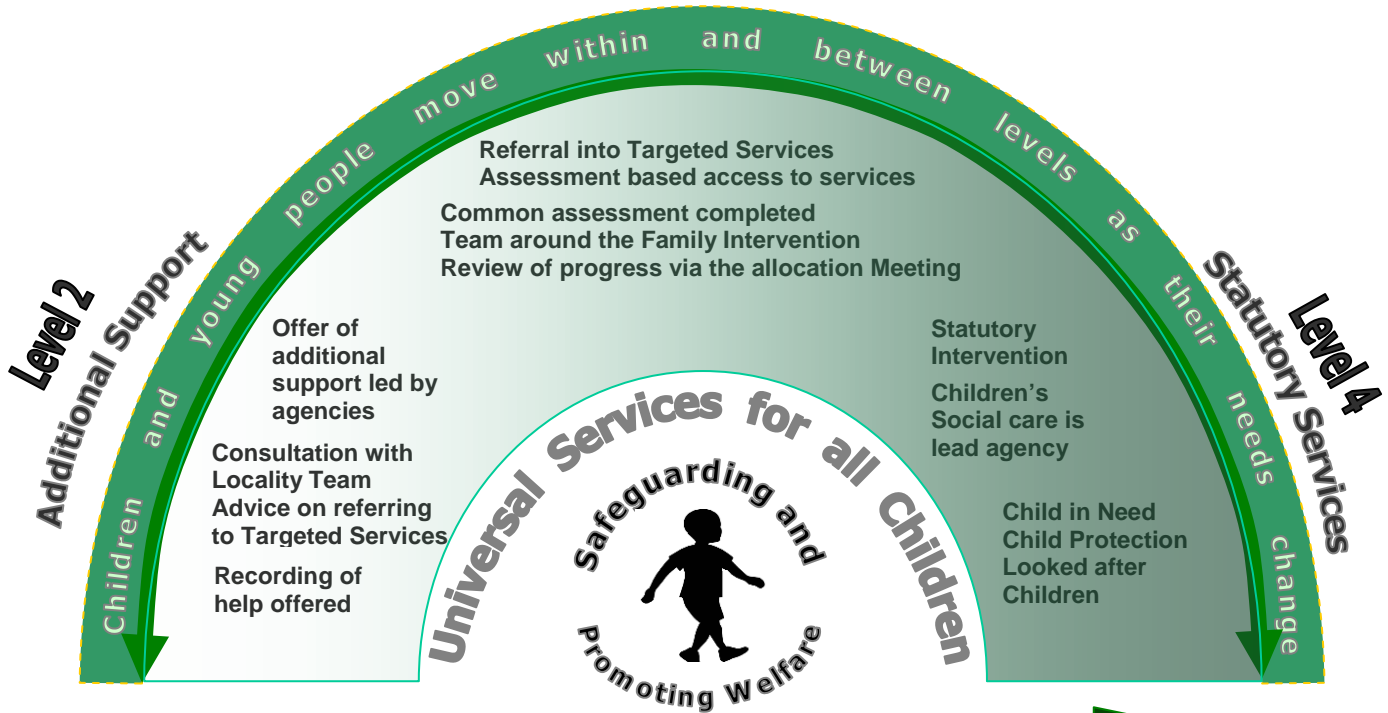 Children and young people move within and between levels as their needs change
Level 2
Additional Support
Level 4
Statutory Services
Referral into Targeted Services
Assessment based access to services
Common assessment completed
Team around the Family Intervention
Review of progress via the allocation Meeting
Offer of
additional
support led by
agencies
Consultation with
Locality Team
Advice on referring
to Targeted Services
Recording of
help offered
Statutory
Intervention
Children’s
Social care is
lead agency
Child in Need
Child Protection
Looked after
Children
Universal Services for all Children
Safeguarding and
Promoting Welfare